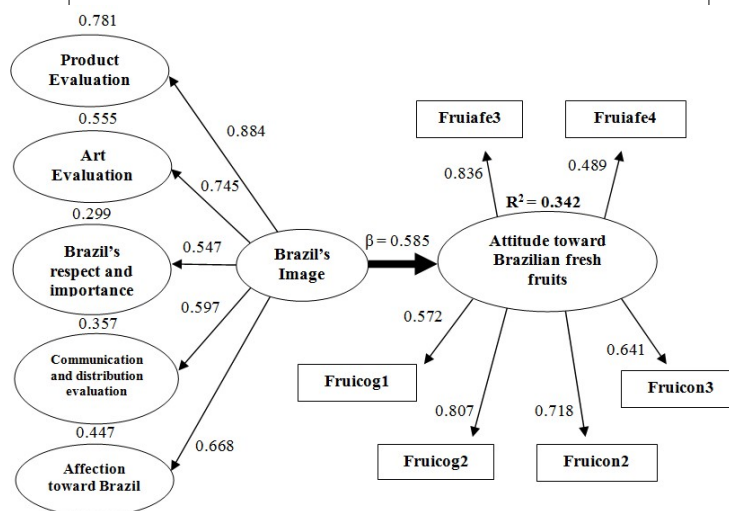 0.781
Product
Evaluation
0.884
0.555
Art
Evaluation
0.745
0.299
Brazil's
respect and
importance
0.547
0.357
Communication
and distribution
evaluation
0.597
0.447
Affection
toward Brazil
0.668
Brazil's
Image
β = 0.585
R² = 0.342
Attitude toward
Brazilian fresh
fruits
Fruiafe3
0.836
Fruiafe4
0.489
0.572
Fruicog1
0.807
Fruicog2
0.718
Fruicon2
0.641
Fruicon3